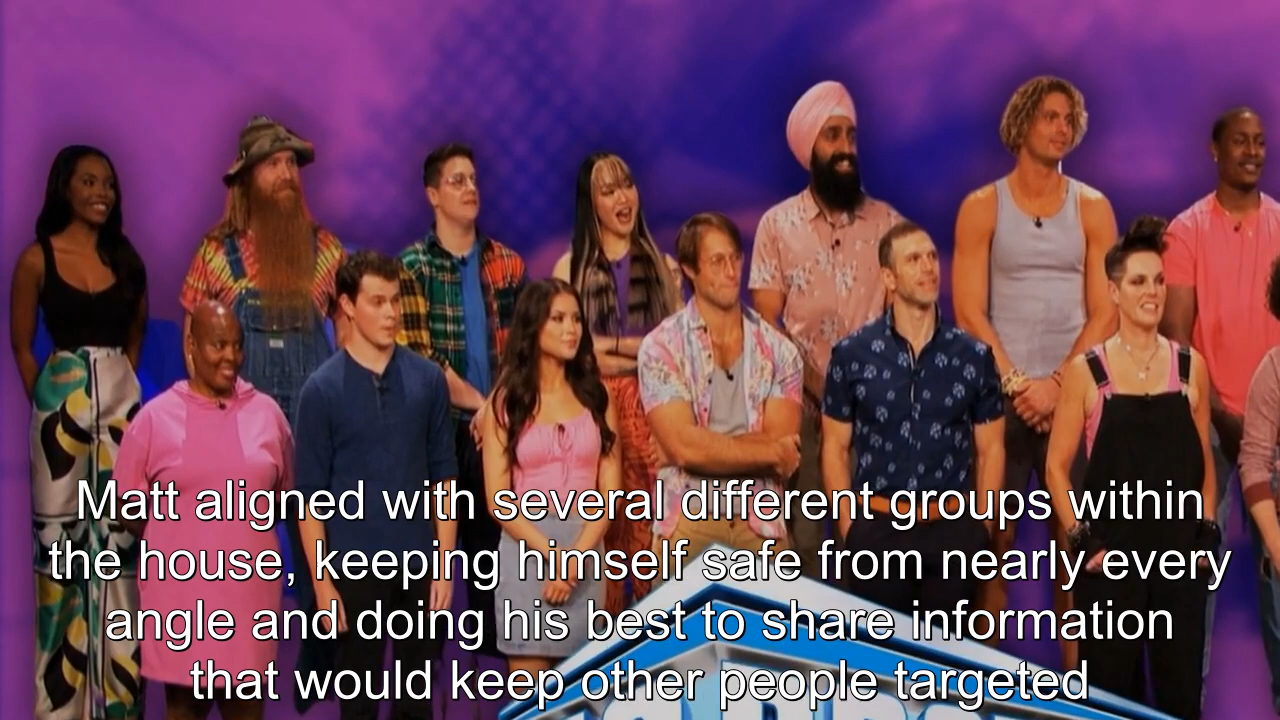 Matt aligned with several different groups within
the house, keeping himself safe from nearly every
angle and doing his best to share information
that would keep other people targeted